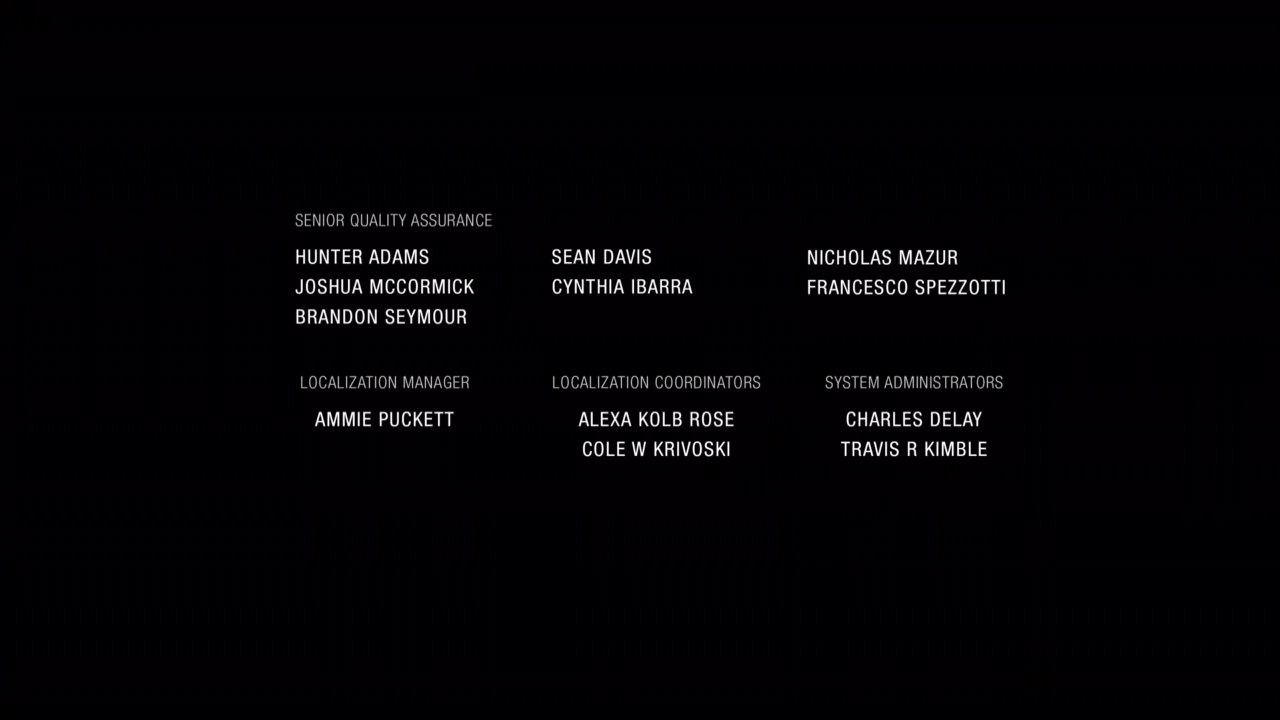 SENIOR QUALITY ASSURANCE
HUNTER ADAMS
JOSHUA MCCORMICK
BRANDON SEYMOUR
SEAN DAVIS
CYNTHIA IBARRA
NICHOLAS MAZUR
FRANCESCO SPEZZOTTI
LOCALIZATION MANAGER
AMMIE PUCKETT
LOCALIZATION COORDINATORS
ALEXA KOLB ROSE
COLE W KRIVOSKI
SYSTEM ADMINISTRATORS
CHARLES DELAY
TRAVIS R KIMBLE